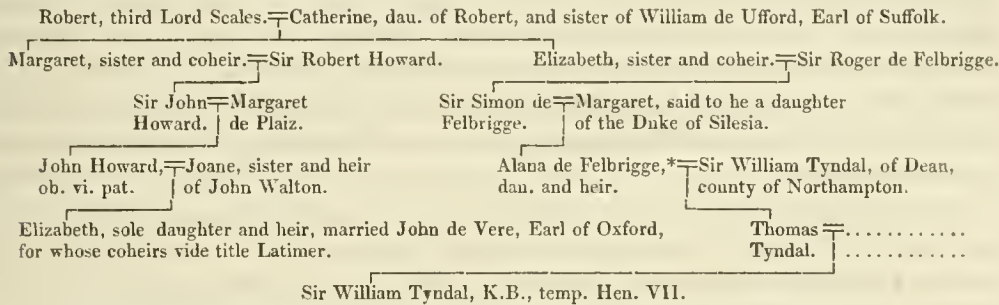 Robert, third Lord Scales.=Catherine, dau. of Robert, and sister of William de Ufford, Earl of Suffolk.
Margaret, sister and coheir.=Sir Robert Howard. Elizabeth, sister and coheir.=Sir Roger de Felbrigge.
Sir John=Margaret Sir Simon de=Margaret, said to he a daughter
Howard. de Plaiz. Felbrigge. of the Duke of Silesia.
John Howard,=Joane, sister and heir Alana de Felbrigge,*=Sir William Tyndal, of Dean,
ob. vi. pat. of John Walton. dau. and heir. county of Northampton.
Elizabeth, sole daughter and heir, married John de Vere, Earl of Oxford, Thomas=............
for whose coheirs vide title Latimer. Tyndal. ............
Sir William Tyndal, K.B., temp. Hen. VII.